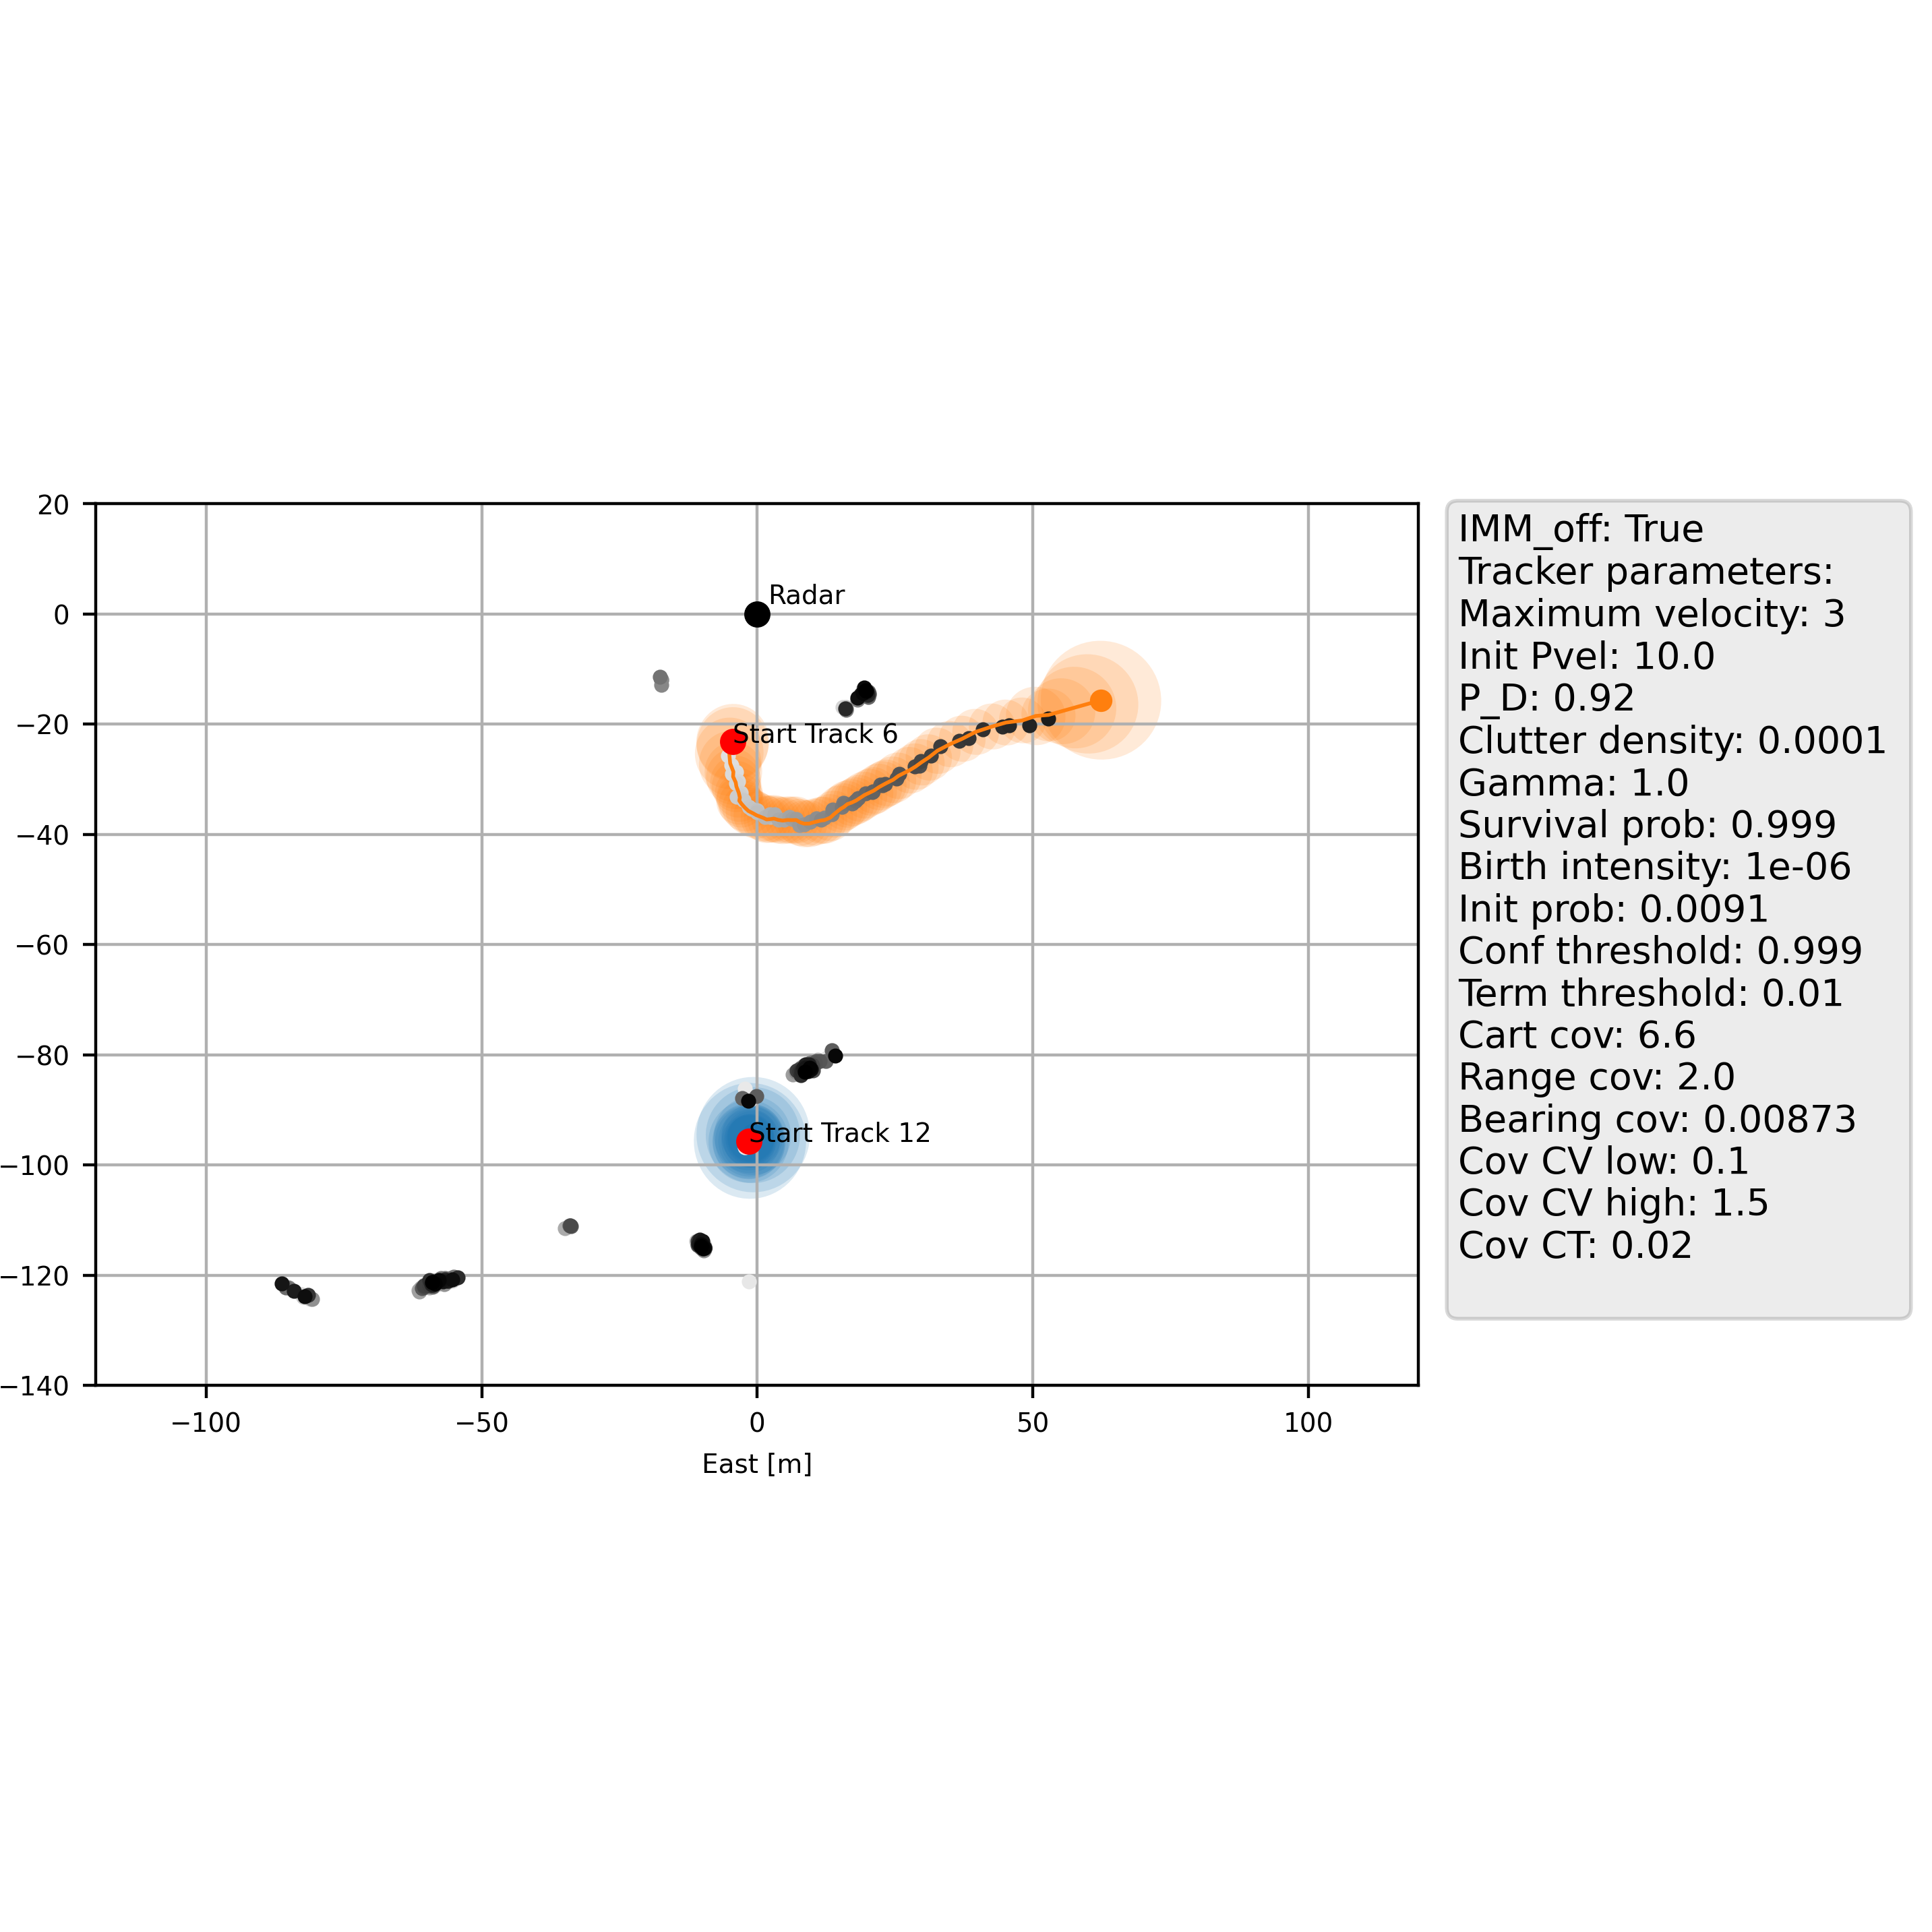 20
0
−20
−40
−60
−80
−100
−120
−140
−100
−50
0
50
100
East [m]
Radar
Start Track 6
Start Track 12
IMM_off: True
Tracker parameters:
Maximum velocity: 3
Init Pvel: 10.0
P_D: 0.92
Clutter density: 0.0001
Gamma: 1.0
Survival prob: 0.999
Birth intensity: 1e-06
Init prob: 0.0091
Conf threshold: 0.999
Term threshold: 0.01
Cart cov: 6.6
Range cov: 2.0
Bearing cov: 0.00873
Cov CV low: 0.1
Cov CV high: 1.5
Cov CT: 0.02